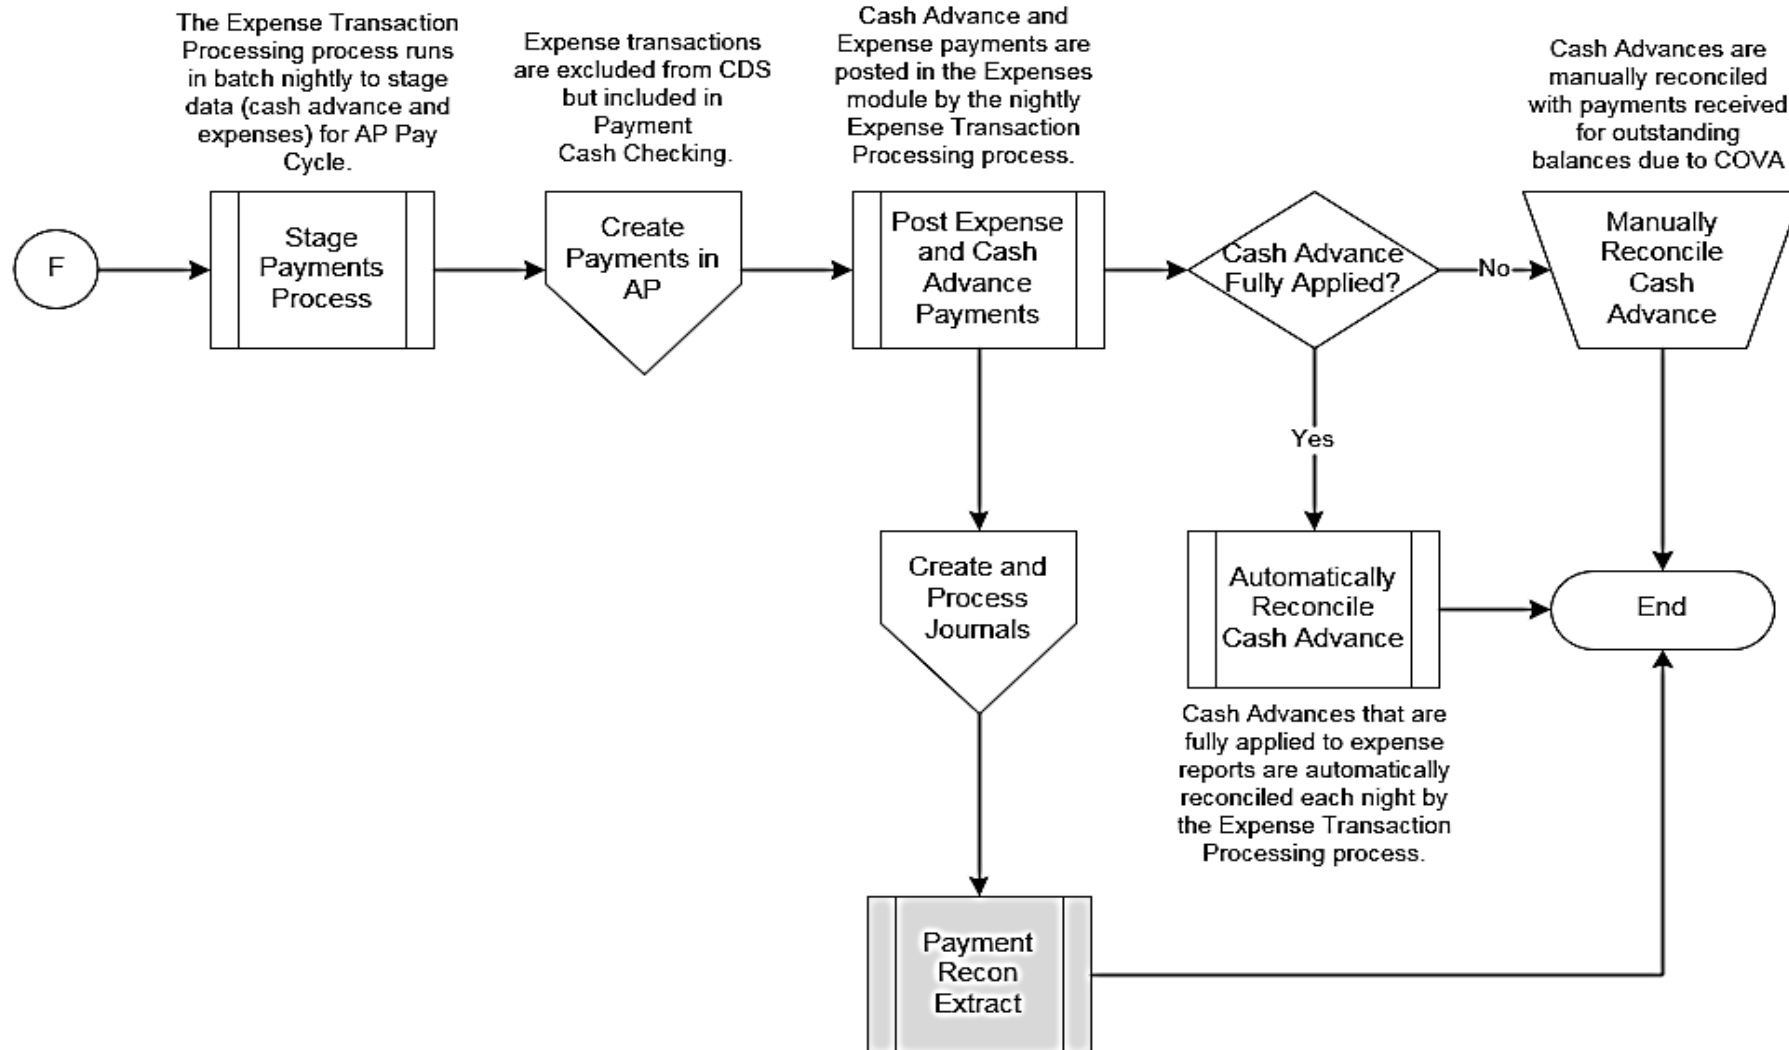 The Expense Transaction
Processing process runs
in batch nightly to stage
data (cash advance and
expenses) for AP Pay
Cycle.
Expense transactions
are excluded from CDS
but included in
Payment
Cash Checking.
Cash Advance and
Expense payments are
posted in the Expenses
module by the nightly
Expense Transaction
Processing process.
Cash Advances are
manually reconciled
with payments received
for outstanding
balances due to COVA
F
Stage
Payments
Process
Create
Payments in
AP
Post Expense
and Cash
Advance
Payments
Cash Advance
Fully Applied?
No
Manually
Reconcile
Cash
Advance
Yes
Create and
Process
Journals
Automatically
Reconcile
Cash Advance
End
Cash Advances that are
fully applied to expense
reports are automatically
reconciled each night by
the Expense Transaction
Processing process.
Payment
Recon
Extract